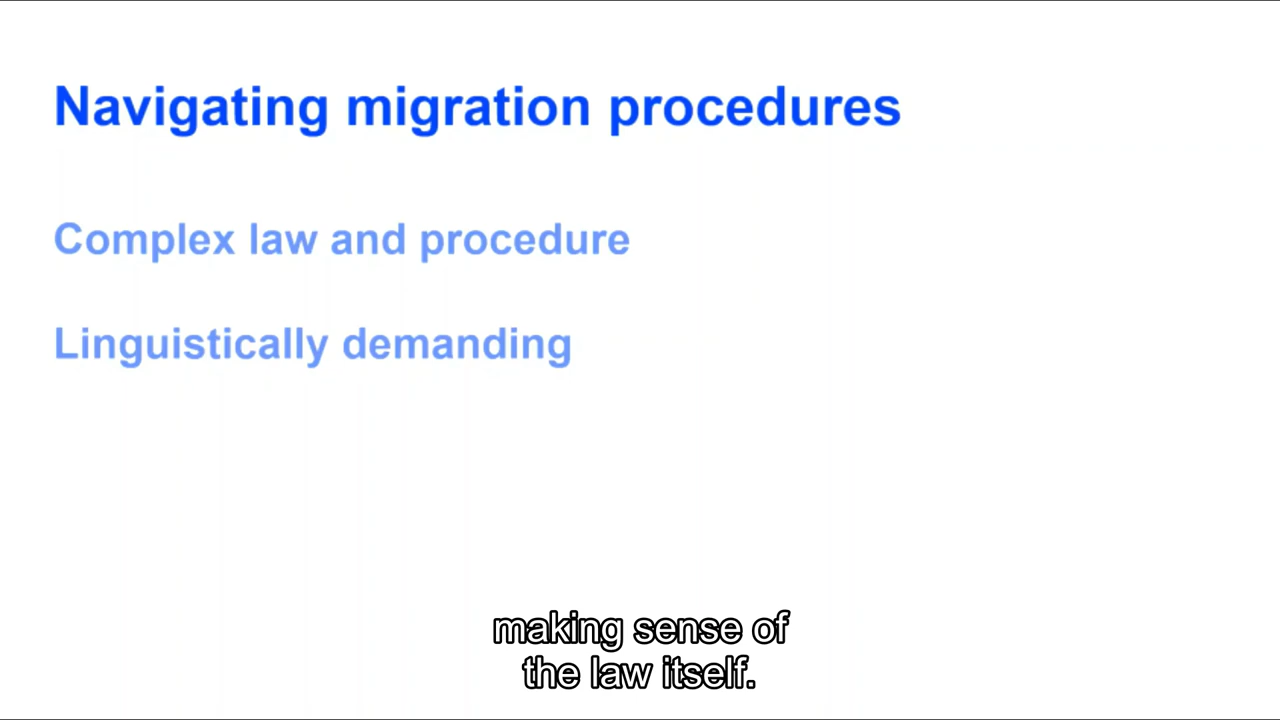 Navigating migration procedures
Complex law and procedure
Linguistically demanding
making sense of
the law itself.